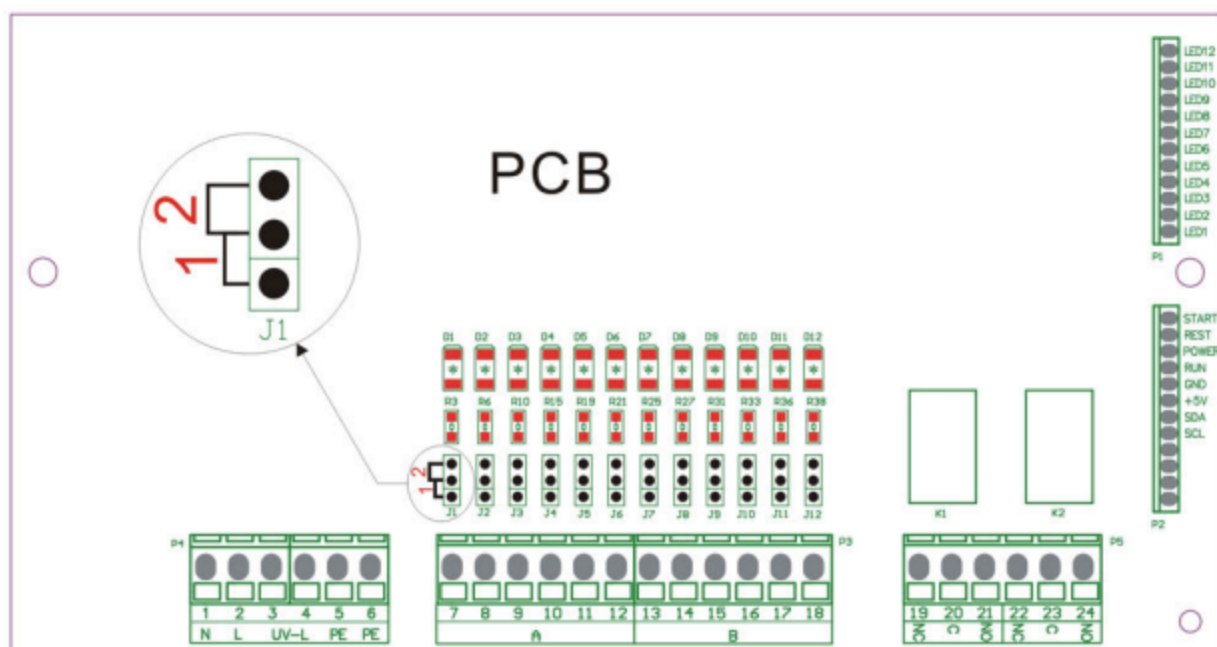 PCB
2
1
J1
LED12
LED11
LED10
LED9
LED8
LED7
LED6
LED5
LED4
LED3
LED2
LED1
P1
START
REST
POWER
RUN
GND
+5V
SDA
SCL
P2
D1 D2 D3 D4 D5 D6 D7 D8 D9 D10 D11 D12
R3 R6 R10 R15 R19 R21 R25 R27 R31 R33 R36 R38
2
1
J1 J2 J3 J4 J5 J6 J7 J8 J9 J10 J11 J12
K1 K2
P4 P3 P5
1 2 3 4 5 6 7 8 9 10 11 12 13 14 15 16 17 18 19 20 21 22 23 24
N L UV-L PE PE A B NC C NO NC C NO